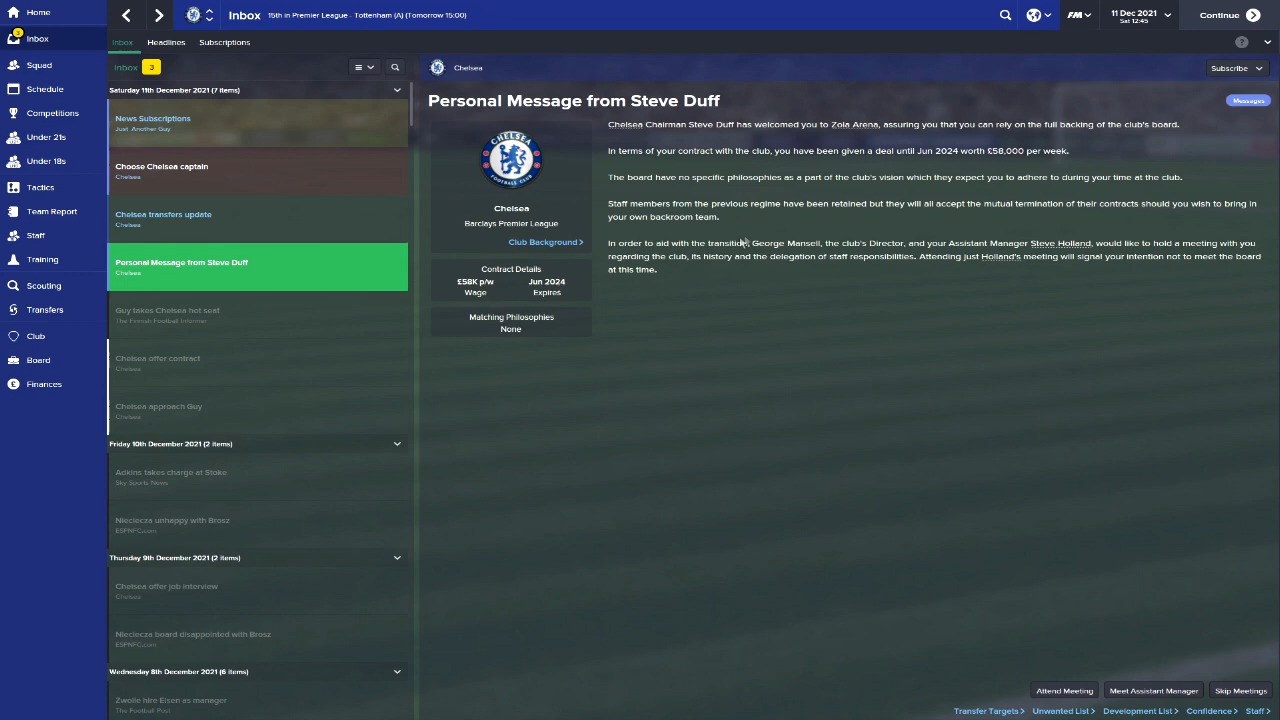 Home
3
Inbox
Squad
Schedule
Competitions
Under 21s
Under 18s
Tactics
Team Report
Staff
Training
Scouting
Transfers
Club
Board
Finances
Inbox
15th in Premier League - Tottenham (A) (Tomorrow 15:00)
FM
11 Dec 2021
Sat 12:45
Continue
Inbox
Headlines
Subscriptions
?
Inbox
3
Saturday 11th December 2021 (7 items)
News Subscriptions
Just Another Guy
Choose Chelsea captain
Chelsea
Chelsea transfers update
Chelsea
Personal Message from Steve Duff
Chelsea
Guy takes Chelsea hot seat
The Finnish Football Informer
Chelsea offer contract
Chelsea
Chelsea approach Guy
Chelsea
Friday 10th December 2021 (2 items)
Adkins takes charge at Stoke
Sky Sports News
Nieciecza unhappy with Brosz
ESPNFC.com
Thursday 9th December 2021 (2 items)
Chelsea offer job interview
Chelsea
Nieciecza board disappointed with Brosz
ESPNFC.com
Wednesday 8th December 2021 (6 items)
Zwolle hire Elsen as manager
The Football Post
Chelsea
Subscribe
Personal Message from Steve Duff
Messages
CHELSEA
FOOTBALL CLUB
Chelsea
Barclays Premier League
Club Background >
Contract Details
£58K p/w
Jun 2024
Wage
Expires
Matching Philosophies
None
Chelsea Chairman Steve Duff has welcomed you to Zola Arena, assuring you that you can rely on the full backing of the club's board.
In terms of your contract with the club, you have been given a deal until Jun 2024 worth £58,000 per week.
The board have no specific philosophies as a part of the club's vision which they expect you to adhere to during your time at the club.
Staff members from the previous regime have been retained but they will all accept the mutual termination of their contracts should you wish to bring in
your own backroom team.
In order to aid with the transition, George Mansell, the club's Director, and your Assistant Manager Steve Holland, would like to hold a meeting with you
regarding the club, its history and the delegation of staff responsibilities. Attending just Holland's meeting will signal your intention not to meet the board
at this time.
Attend Meeting
Meet Assistant Manager
Skip Meetings
Transfer Targets >
Unwanted List >
Development List >
Confidence >
Staff >